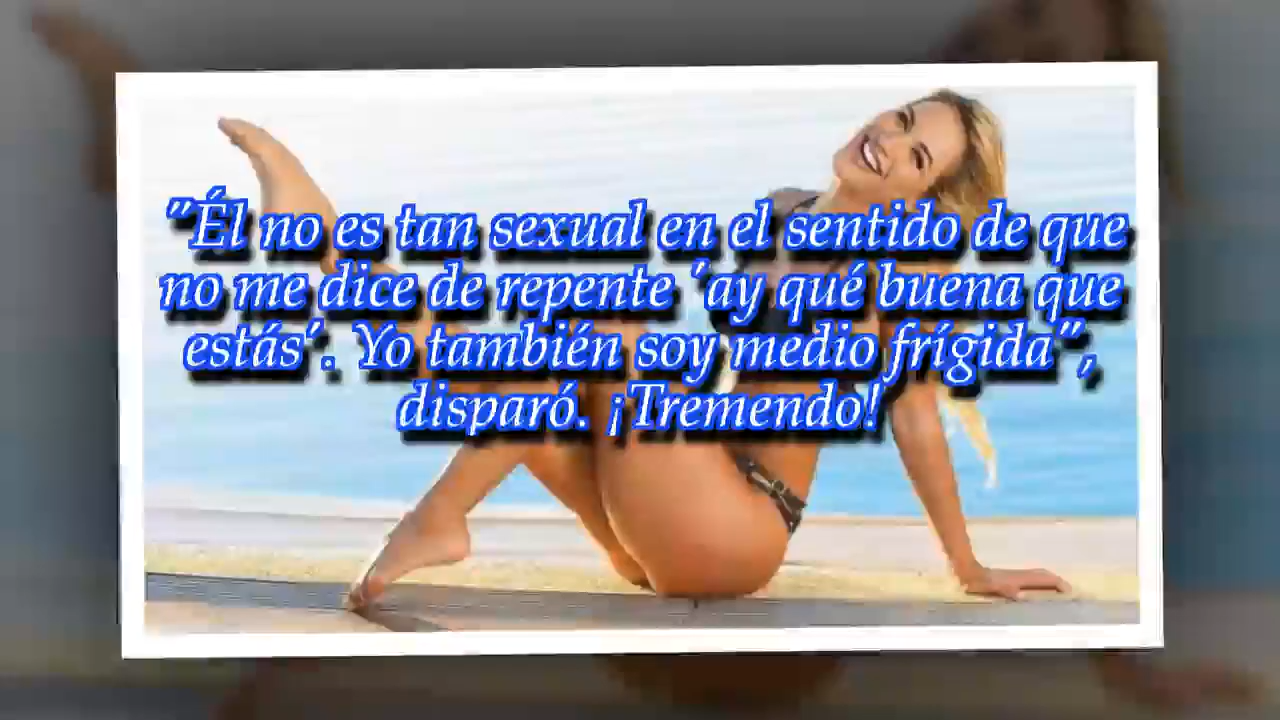 "Él no es tan sexual en el sentido de que
no me dice de repente 'ay qué buena que
estás'. Yo también soy medio frígida",
disparó. ¡Tremendo!